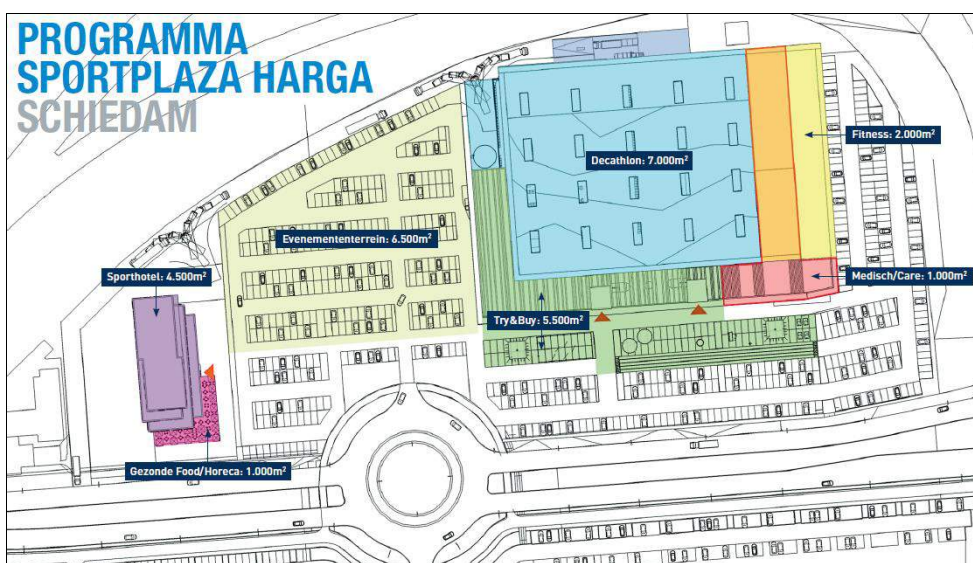 PROGRAMMA
SPORTPLAZA HARGA
SCHIEDAM
Fitness: 2.000m²
Decathlon: 7.000m²
Evenemententerrein: 6.500m²
Sporthotel: 4.500m²
Medisch/Care: 1.000m²
Try&Buy: 5.500m²
Gezonde Food/Horeca: 1.000m²